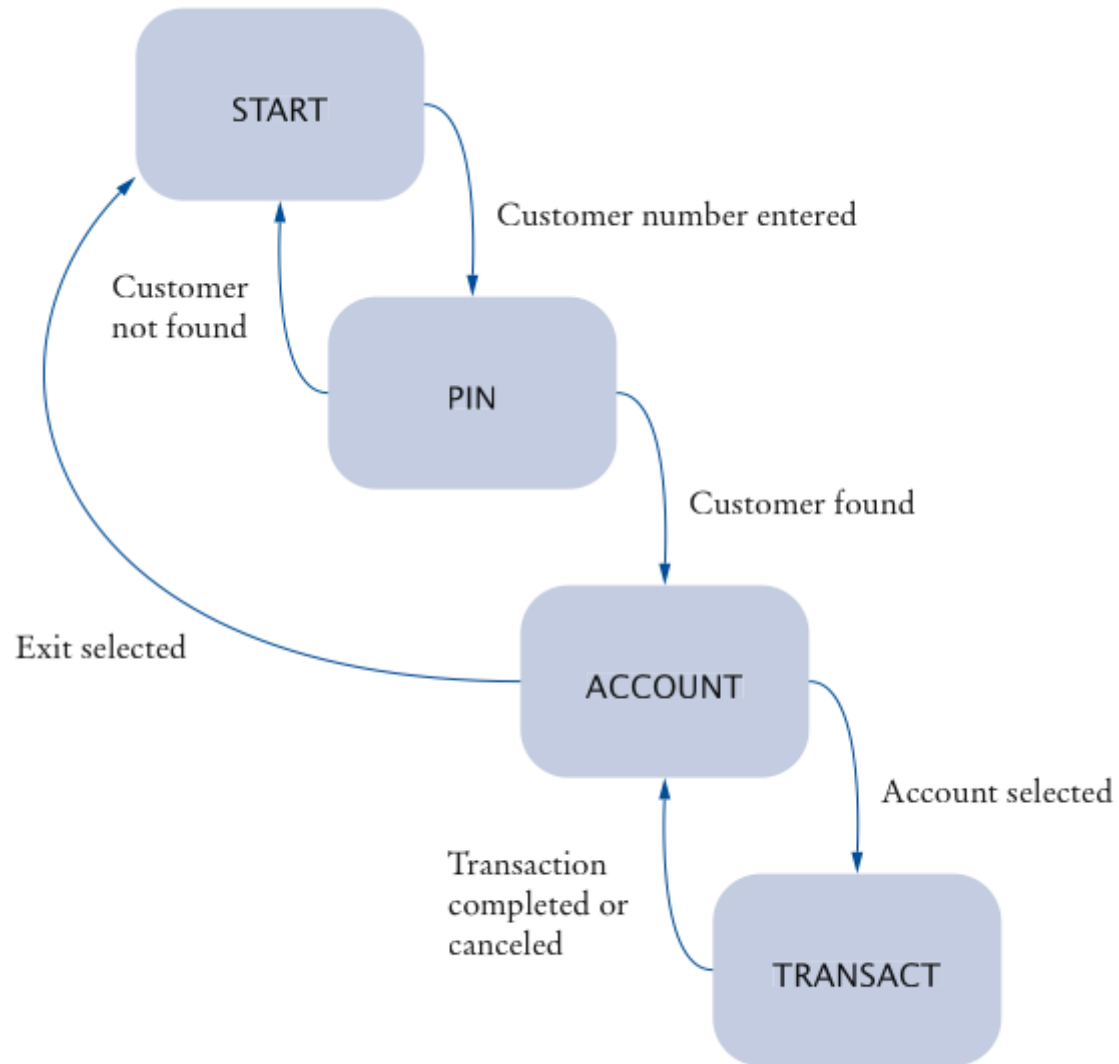 START
Customer number entered
Customer
not found
PIN
Customer found
Exit selected
ACCOUNT
Account selected
Transaction
completed or
canceled
TRANSACT